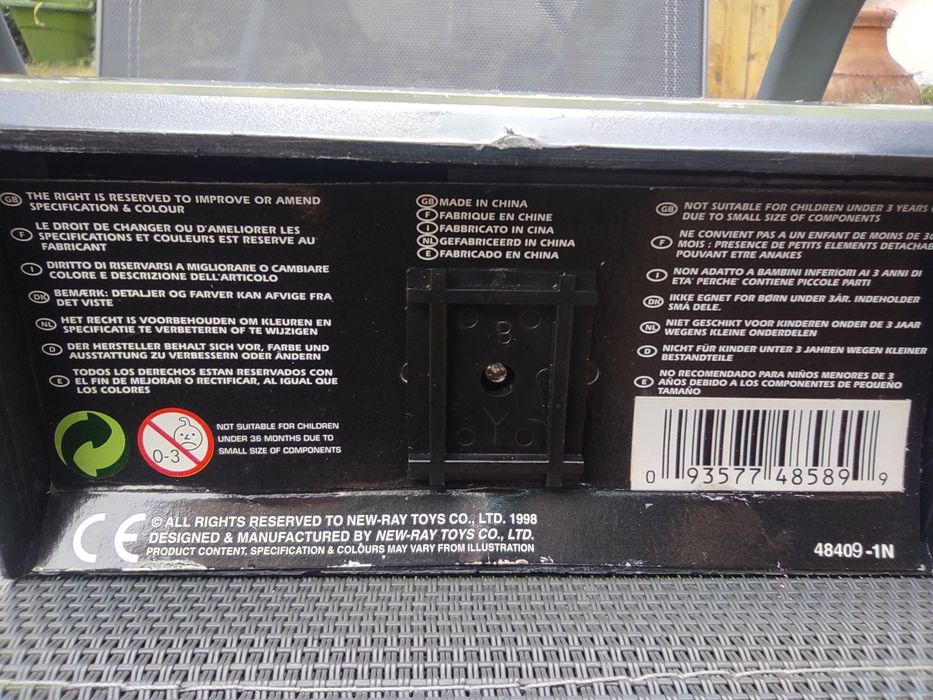 GB THE RIGHT IS RESERVED TO IMPROVE OR AMEND
SPECIFICATION & COLOUR
F LE DROIT DE CHANGER OU D'AMELIORER LES
SPECIFICATIONS ET COULEURS EST RESERVE AU
FABRICANT
I DIRITTO DI RISERVARSI A MIGLIORARE O CAMBIARE
COLORE E DESCRIZIONE DELL'ARTICOLO
DK BEMÆRK: DETALJER OG FARVER KAN AFVIGE FRA
DET VISTE
NL HET RECHT IS VOORBEHOUDEN OM KLEUREN EN
SPECIFICATIE TE VERBETEREN OF TE WIJZIGEN
D DER HERSTELLER BEHALT SICH VOR, FARBE UND
AUSSTATTUNG ZU VERBESSERN ODER ÄNDERN
E TODOS LOS DERECHOS ESTAN RESERVADOS CON
EL FIN DE MEJORAR O RECTIFICAR, AL IGUAL QUE
LOS COLORES
0-3
NOT SUITABLE FOR CHILDREN
UNDER 36 MONTHS DUE TO
SMALL SIZE OF COMPONENTS
GB MADE IN CHINA
F FABRIQUE EN CHINE
I FABBRICATO IN CINA
NL GEFABRICEERD IN CHINA
E FABRICADO EN CHINA
B
Y
GB NOT SUITABLE FOR CHILDREN UNDER 3 YEARS
DUE TO SMALL SIZE OF COMPONENTS
F NE CONVIENT PAS A UN ENFANT DE MOINS DE 36
MOIS : PRESENCE DE PETITS ELEMENTS DETACHAB
POUVANT ETRE ANAKES
I NON ADATTO A BAMBINI INFERIORI AI 3 ANNI DI
ETA' PERCHE' CONTIENE PICCOLE PARTI
DK IKKE EGNET FOR BØRN UNDER 3ÅR. INDEHOLDER
SMÅ DELE.
NL NIET GESCHIKT VOOR KINDEREN ONDER DE 3 JAAR
WEGENS KLEINE ONDERDELEN
D NICHT FÜR KINDER UNTER 3 JAHREN WEGEN KLEINER
BESTANDTEILE
E NO RECOMENDADO PARA NIÑOS MENORES DE 3
AÑOS DEBIDO A LOS COMPONENTES DE PEQUEÑO
TAMAÑO
0 93577 48589 9
CE
© ALL RIGHTS RESERVED TO NEW-RAY TOYS CO., LTD. 1998
DESIGNED & MANUFACTURED BY NEW-RAY TOYS CO., LTD.
PRODUCT CONTENT, SPECIFICATION & COLOURS MAY VARY FROM ILLUSTRATION
48409-1N